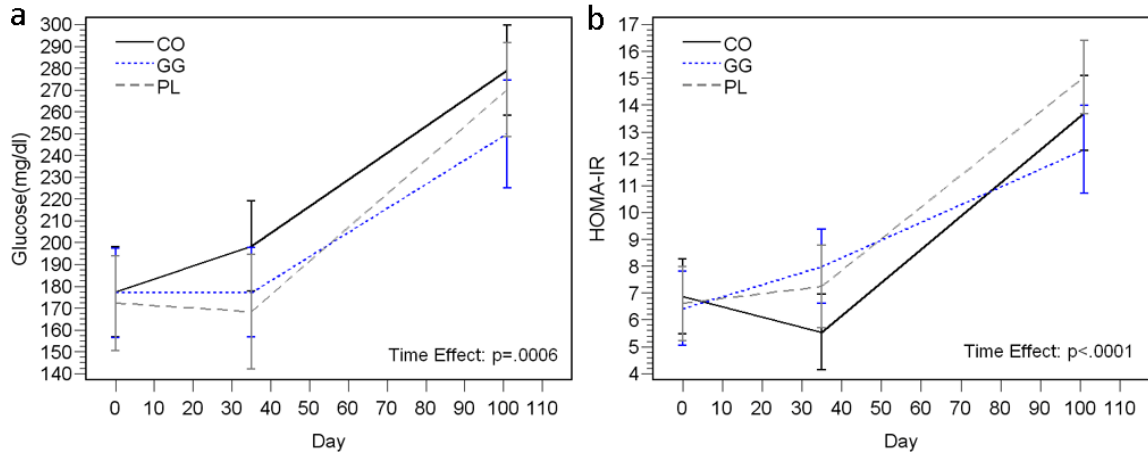 a
300
290
280
270
260
250
240
230
220
210
200
190
180
170
160
150
140
Glucose(mg/dl)
CO
GG
PL
Time Effect: p=.0006
0 10 20 30 40 50 60 70 80 90 100 110
Day
b
17
16
15
14
13
12
11
10
9
8
7
6
5
4
HOMA-IR
CO
GG
PL
Time Effect: p<.0001
0 10 20 30 40 50 60 70 80 90 100 110
Day